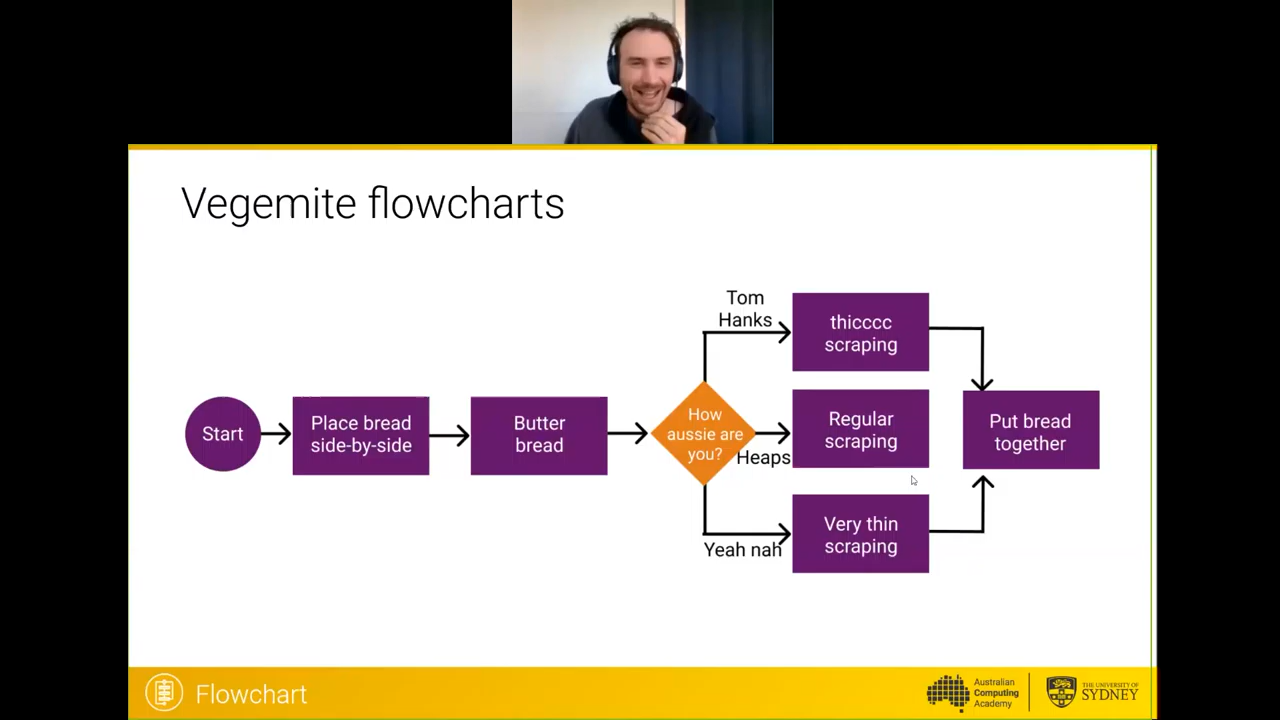 Vegemite flowcharts
Start
Place bread
side-by-side
Butter
bread
How
aussie are
you?
Tom
Hanks
thicccc
scraping
Heaps
Regular
scraping
Yeah nah
Very thin
scraping
Put bread
together
Flowchart
Australian
Computing
Academy
THE UNIVERSITY OF
SYDNEY